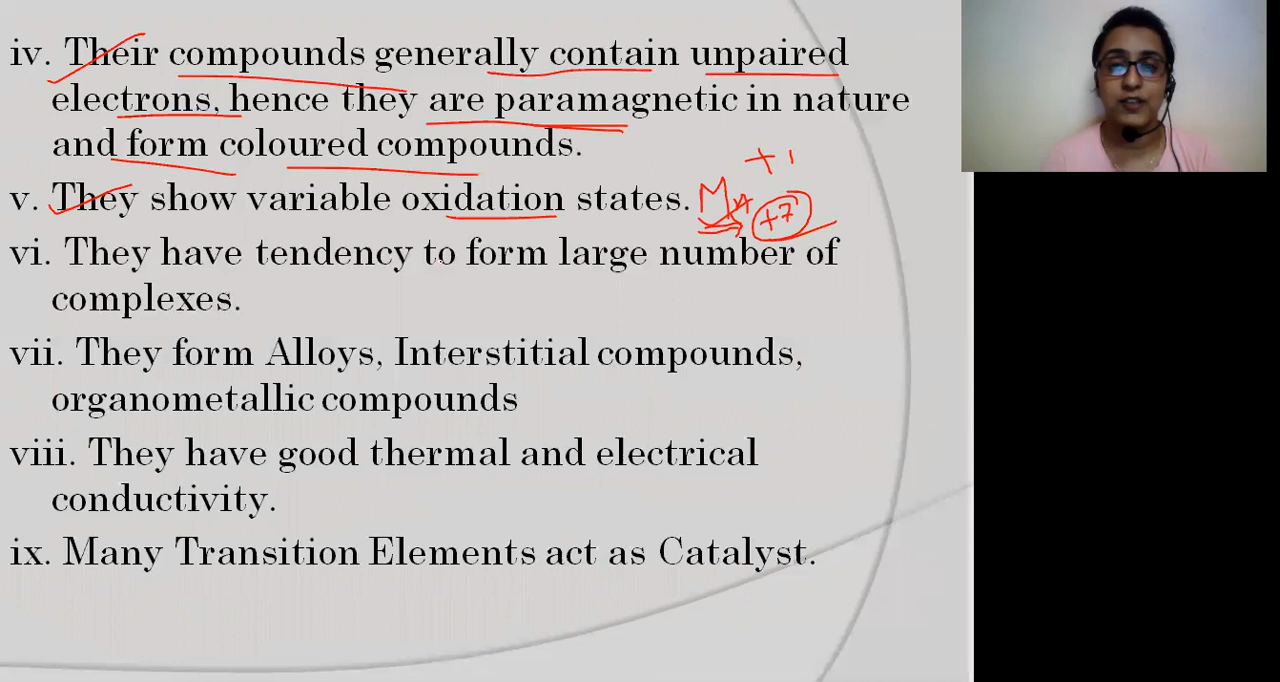 iv. Their compounds generally contain unpaired
electrons, hence they are paramagnetic in nature
and form coloured compounds.
+1
v. They show variable oxidation states. Mn +7
vi. They have tendency to form large number of
complexes.
vii. They form Alloys, Interstitial compounds,
organometallic compounds
viii. They have good thermal and electrical
conductivity.
ix. Many Transition Elements act as Catalyst.